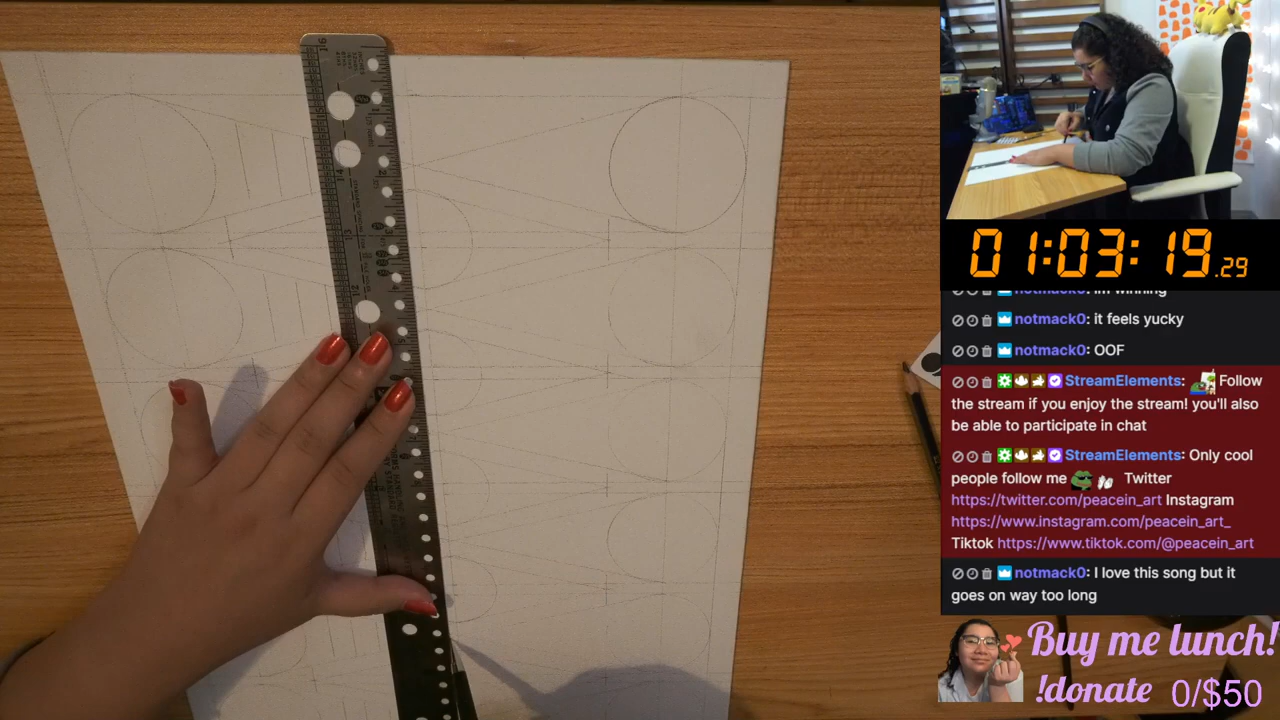 01:03:19.29
notmack0: im winning
notmack0: it feels yucky
notmack0: OOF
StreamElements: Follow
the stream if you enjoy the stream! you'll also
be able to participate in chat
StreamElements: Only cool
people follow me Twitter
https://twitter.com/peacein_art Instagram
https://www.instagram.com/peacein_art_
Tiktok https://www.tiktok.com/@peacein_art
notmack0: I love this song but it
goes on way too long
Buy me lunch!
!donate 0/$50